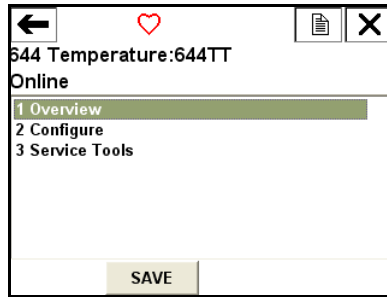 644 Temperature:644TT
Online
1 Overview
2 Configure
3 Service Tools
SAVE